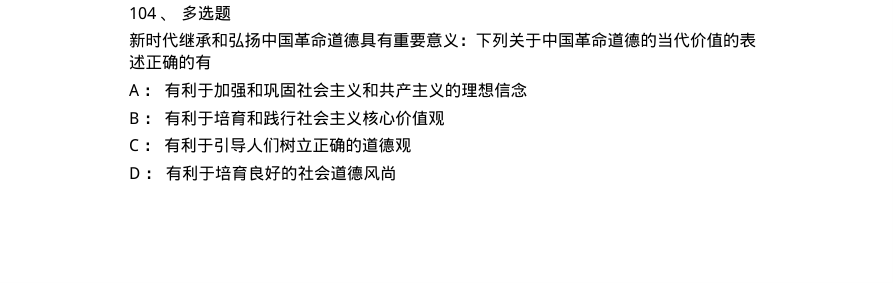 104 、 多选题
新时代继承和弘扬中国革命道德具有重要意义：下列关于中国革命道德的当代价值的表
述正确的有
A ： 有利于加强和巩固社会主义和共产主义的理想信念
B ： 有利于培育和践行社会主义核心价值观
C ： 有利于引导人们树立正确的道德观
D ： 有利于培育良好的社会道德风尚